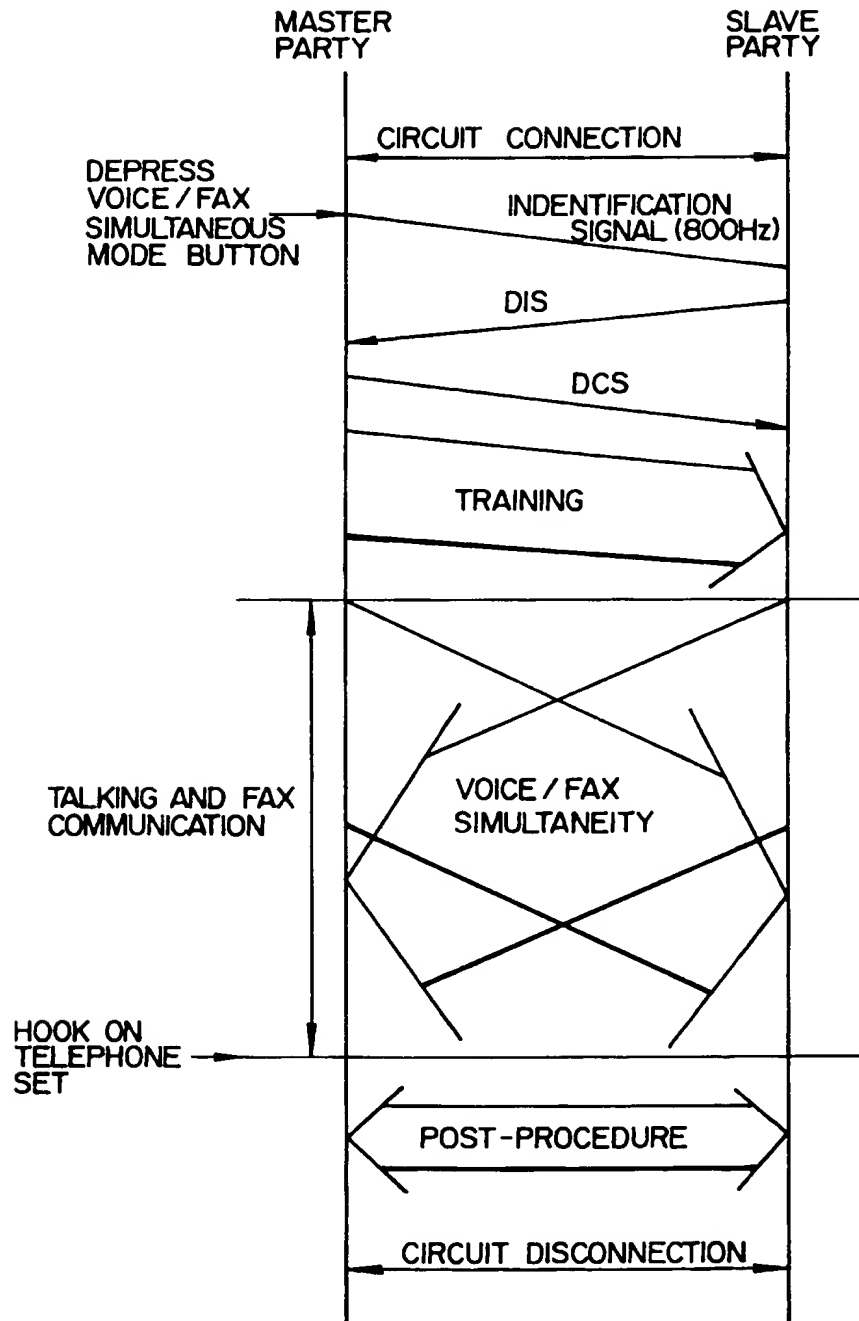 MASTER
PARTY
SLAVE
PARTY
CIRCUIT CONNECTION
DEPRESS
VOICE / FAX
SIMULTANEOUS
MODE BUTTON
INDENTIFICATION
SIGNAL (800Hz)
DIS
DCS
TRAINING
TALKING AND FAX
COMMUNICATION
VOICE / FAX
SIMULTANEITY
HOOK ON
TELEPHONE
SET
POST-PROCEDURE
CIRCUIT DISCONNECTION